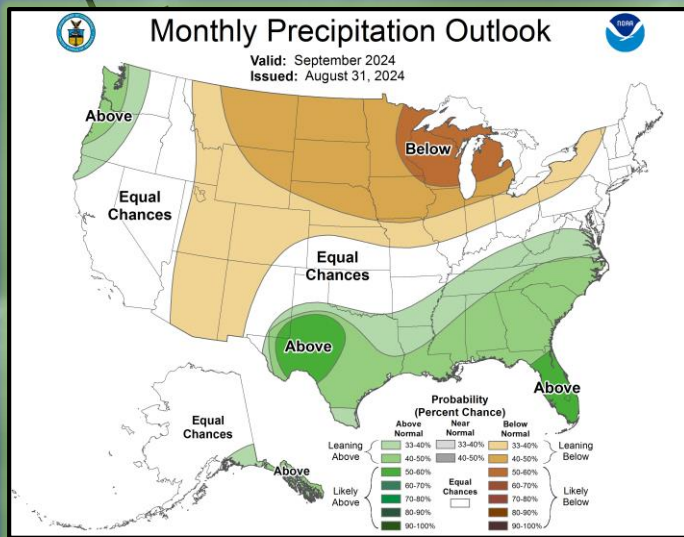 Monthly Precipitation Outlook
NOAA
Valid: September 2024
Issued: August 31, 2024
Above
Below
Equal
Chances
Equal
Chances
Above
Above
Equal
Chances
Above
Probability
(Percent Chance)
Above Normal Near Normal Below Normal
Leaning Above
33-40% 33-40% 33-40%
40-50% 40-50% 40-50%
Leaning Below
Likely Above
50-60% 50-60%
60-70% Equal Chances 60-70%
70-80% 70-80%
80-90% 80-90%
90-100% 90-100%
Likely Below